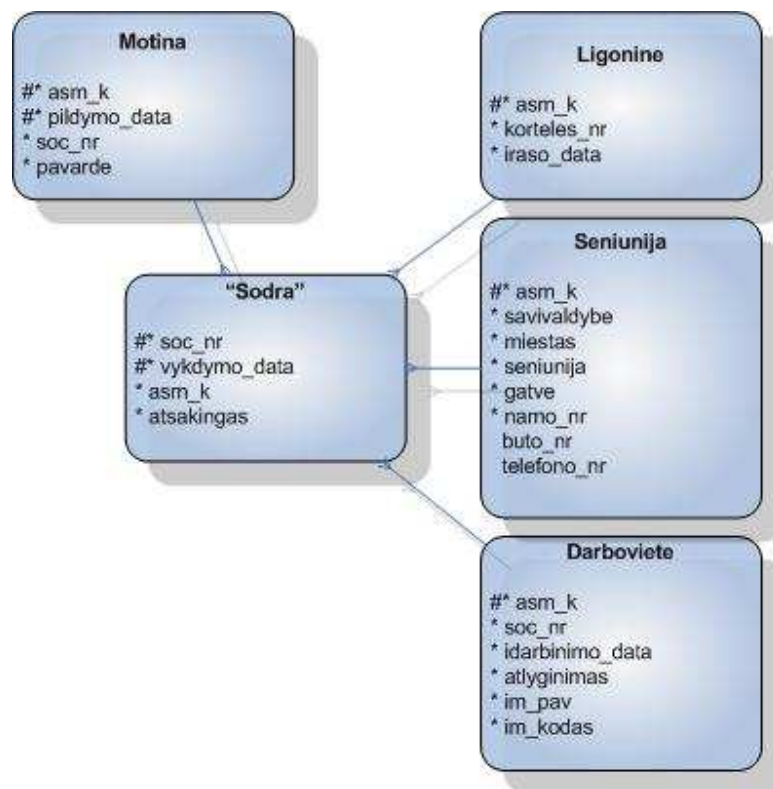 Motina
#* asm_k
#* pildymo_data
* soc_nr
* pavarde
Ligonine
#* asm_k
* korteles_nr
* iraso_data
"Sodra"
#* soc_nr
#* vykdymo_data
* asm_k
* atsakingas
Seniunija
#* asm_k
* savivaldybe
* miestas
* seniunija
* gatve
* namo_nr
buto_nr
telefono_nr
Darboviete
#* asm_k
* soc_nr
* idarbinimo_data
* atlyginimas
* im_pav
* im_kodas